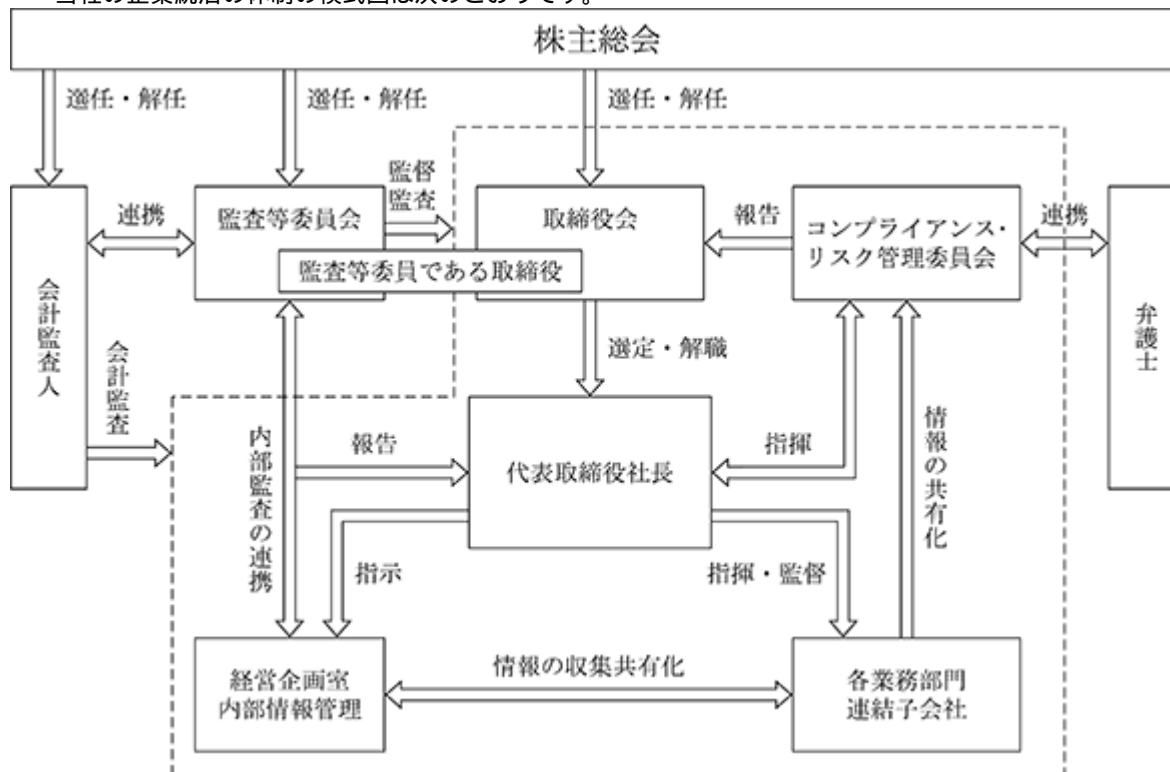 当社の企業統治の体制の模式図は次のとおりです。
株主総会
選任・解任
選任・解任
選任・解任
監督
監査
会計監査人
連携
監査等委員会
取締役会
報告
コンプライアンス・
リスク管理委員会
連携
弁護士
監査等委員である取締役
選定・解職
会計監査
内部監査の連携
報告
代表取締役社長
指揮
情報の共有化
指示
指揮・監督
経営企画室
内部情報管理
情報の収集共有化
各業務部門
連結子会社